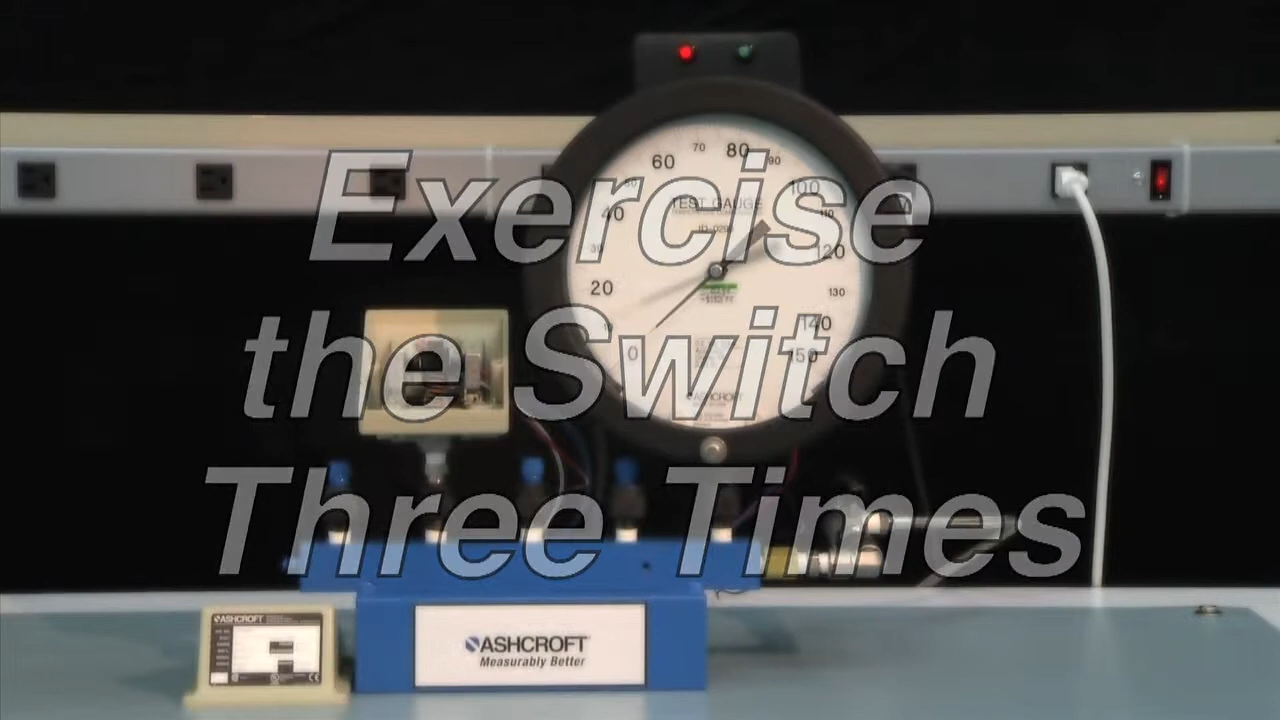 Exercise
the Switch
Three Times
60
70
80
90
100
40
110
TEST GAUGE
120
20
130
0
140
150
ASHCROFT
ASHCROFT
ASHCROFT
Measurably Better